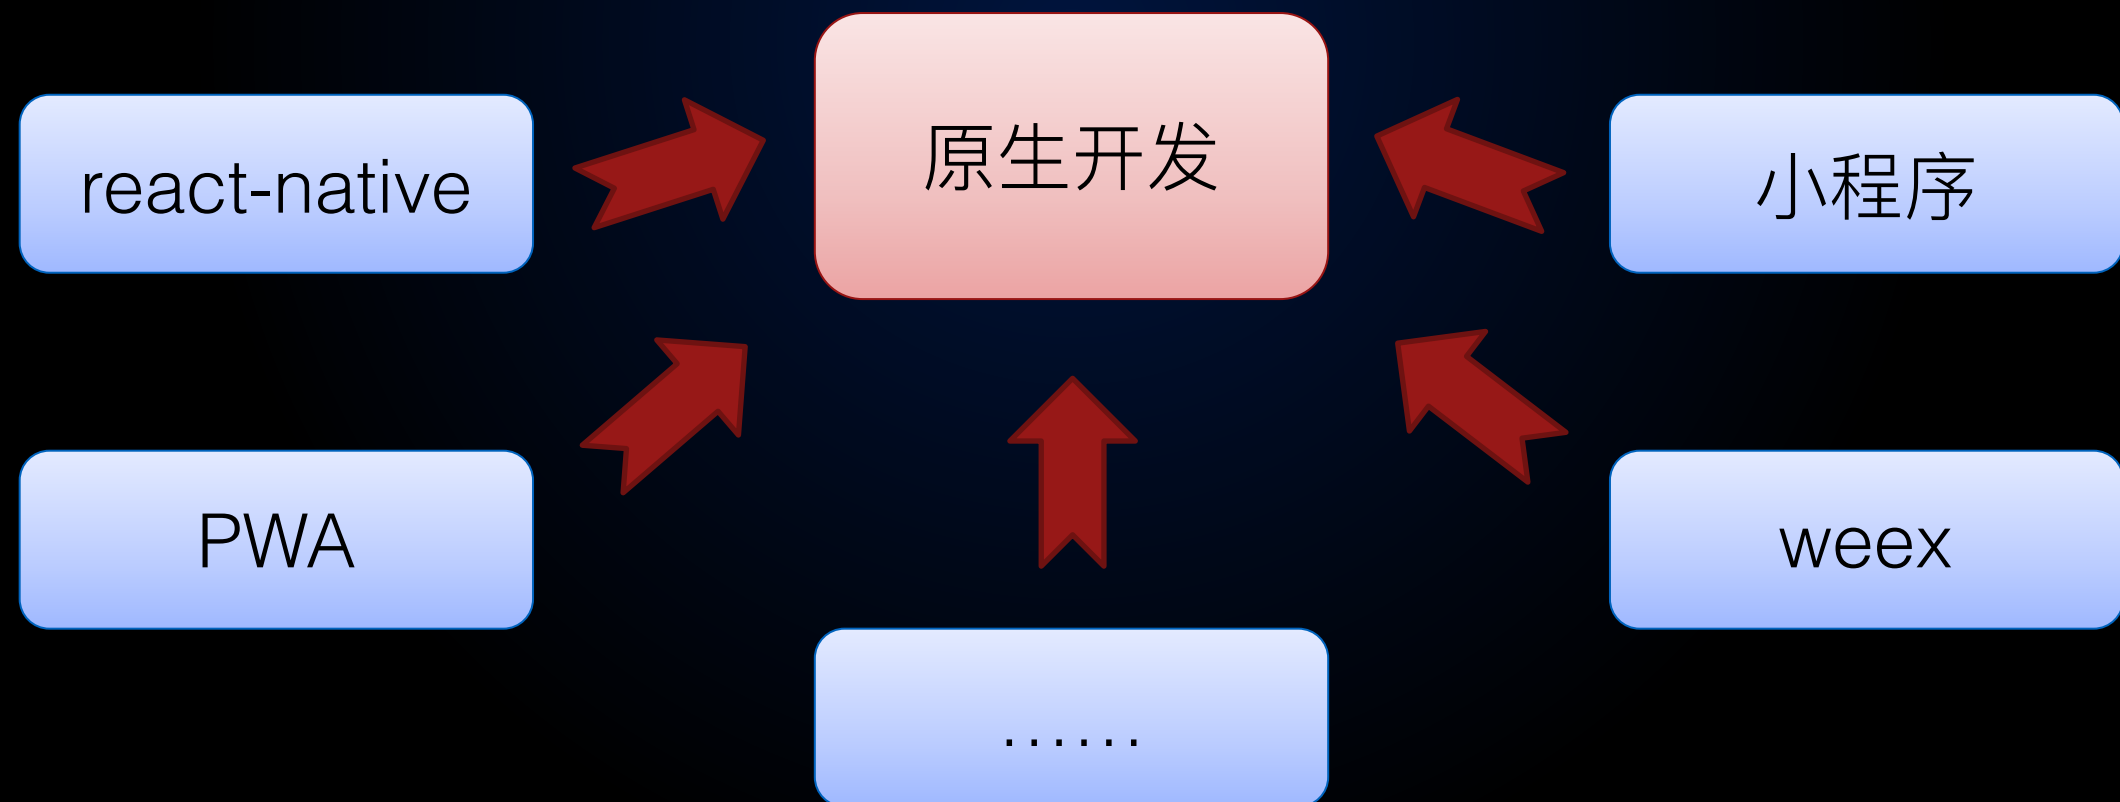 原生开发
react-native
小程序
PWA
weex
......